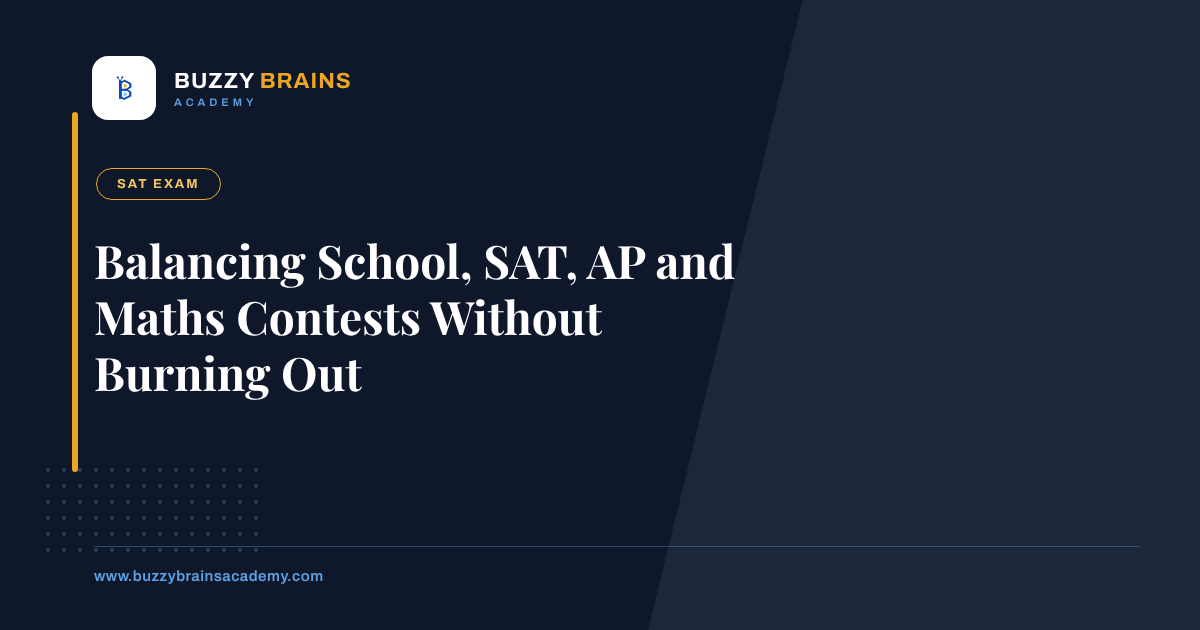 BUZZY BRAINS
ACADEMY
SAT EXAM
Balancing School, SAT, AP and
Maths Contests Without
Burning Out
www.buzzybrainsacademy.com